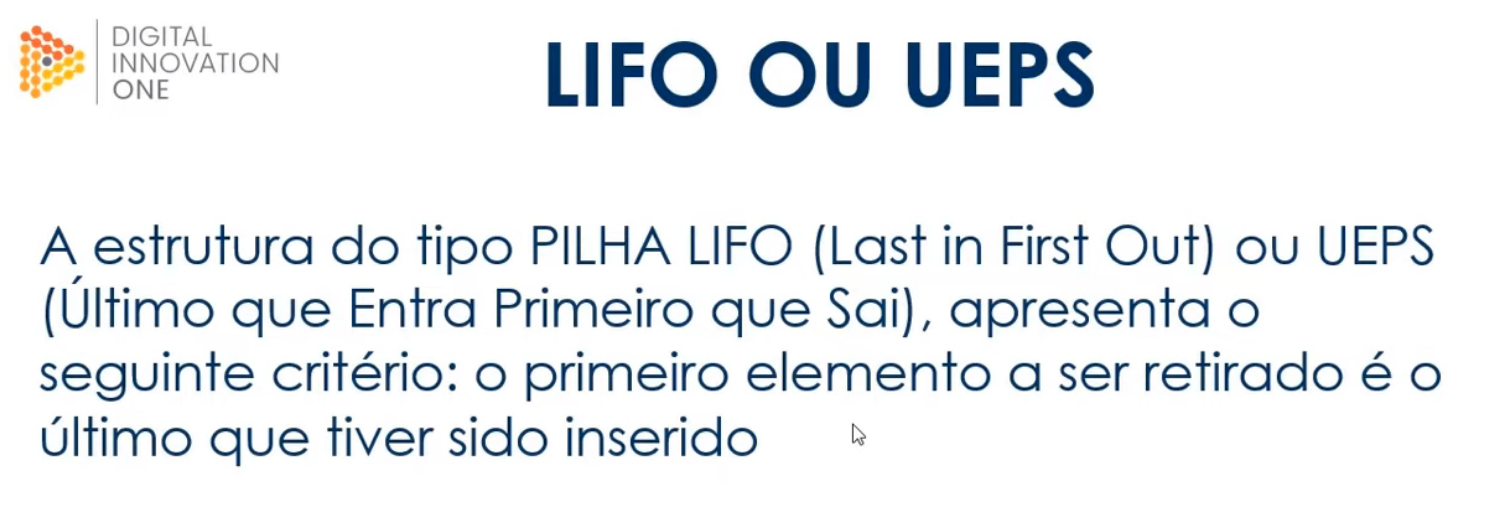 DIGITAL
INNOVATION
ONE
LIFO OU UEPS
A estrutura do tipo PILHA LIFO (Last in First Out) ou UEPS
(Último que Entra Primeiro que Sai), apresenta o
seguinte critério: o primeiro elemento a ser retirado é o
último que tiver sido inserido